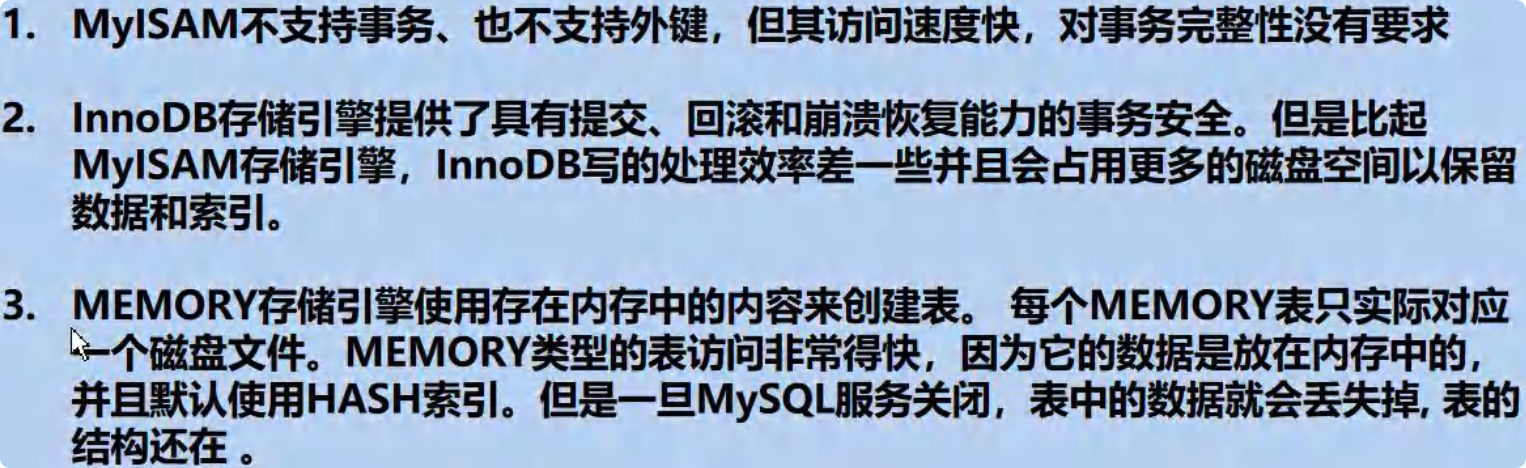 1. MyISAM不支持事务、也不支持外键，但其访问速度快，对事务完整性没有要求
2. InnoDB存储引擎提供了具有提交、回滚和崩溃恢复能力的事务安全。但是比起
MyISAM存储引擎，InnoDB写的处理效率差一些并且会占用更多的磁盘空间以保留
数据和索引。
3. MEMORY存储引擎使用存在内存中的内容来创建表。 每个MEMORY表只实际对应
一个磁盘文件。MEMORY类型的表访问非常得快，因为它的数据是放在内存中的，
并且默认使用HASH索引。但是一旦MySQL服务关闭，表中的数据就会丢失掉, 表的
结构还在 。